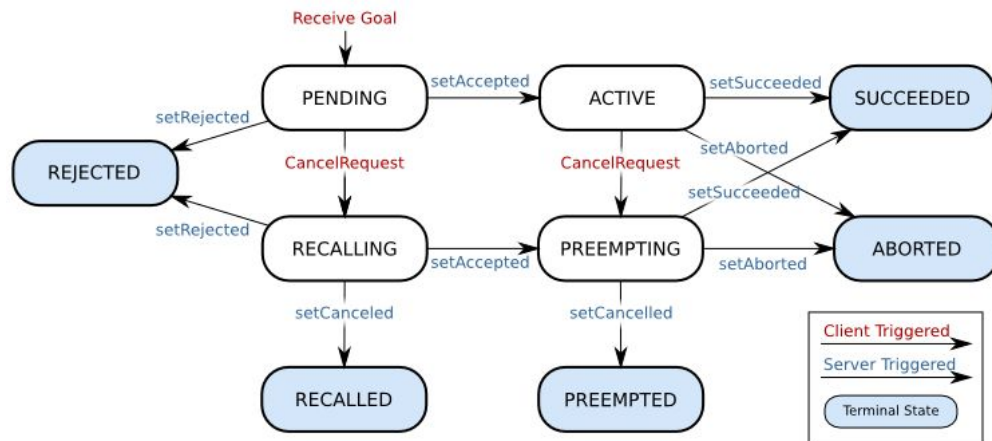 Receive Goal
PENDING
setAccepted
ACTIVE
setSucceeded
SUCCEEDED
setRejected
REJECTED
CancelRequest
CancelRequest
setAborted
setSucceeded
setRejected
RECALLING
setAccepted
PREEMPTING
setAborted
ABORTED
setCanceled
setCancelled
RECALLED
PREEMPTED
Client Triggered
Server Triggered
Terminal State